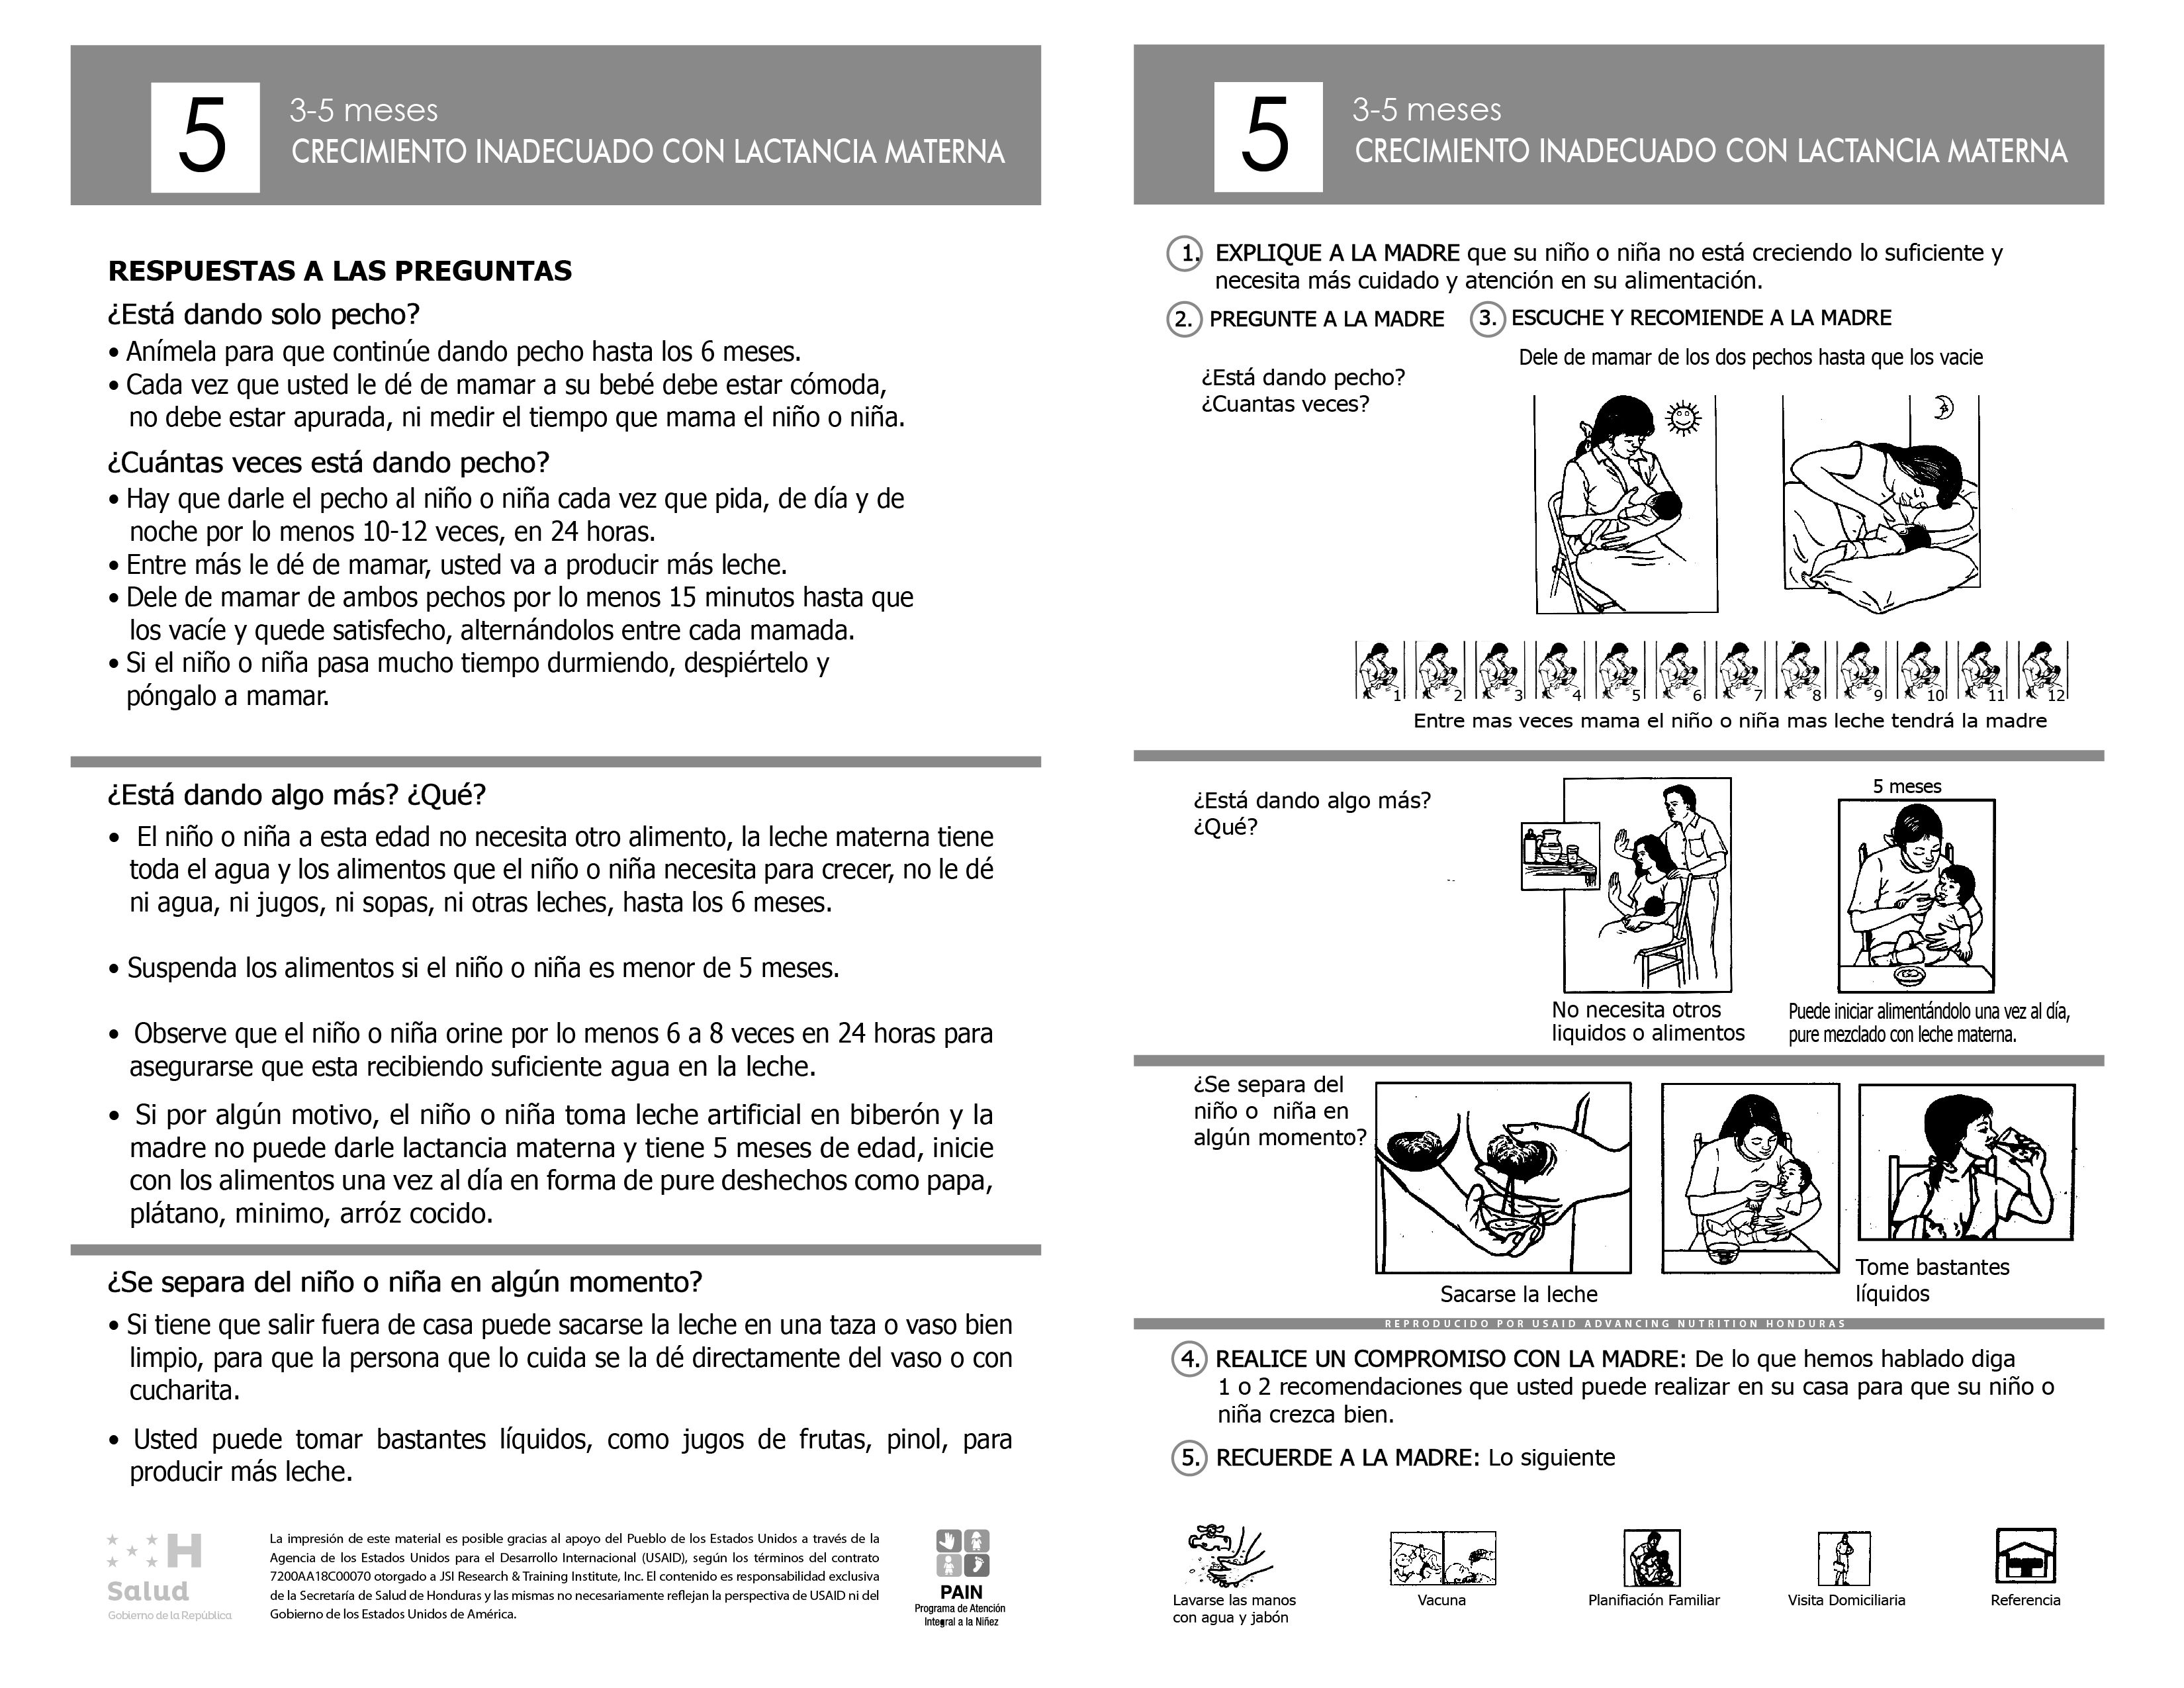 5
3-5 meses
CRECIMIENTO INADECUADO CON LACTANCIA MATERNA
RESPUESTAS A LAS PREGUNTAS
¿Está dando solo pecho?
• Anímela para que continúe dando pecho hasta los 6 meses.
• Cada vez que usted le dé de mamar a su bebé debe estar cómoda,
no debe estar apurada, ni medir el tiempo que mama el niño o niña.
¿Cuántas veces está dando pecho?
• Hay que darle el pecho al niño o niña cada vez que pida, de día y de
noche por lo menos 10-12 veces, en 24 horas.
• Entre más le dé de mamar, usted va a producir más leche.
• Dele de mamar de ambos pechos por lo menos 15 minutos hasta que
los vacíe y quede satisfecho, alternándolos entre cada mamada.
• Si el niño o niña pasa mucho tiempo durmiendo, despiértelo y
póngalo a mamar.
¿Está dando algo más? ¿Qué?
• El niño o niña a esta edad no necesita otro alimento, la leche materna tiene
toda el agua y los alimentos que el niño o niña necesita para crecer, no le dé
ni agua, ni jugos, ni sopas, ni otras leches, hasta los 6 meses.
• Suspenda los alimentos si el niño o niña es menor de 5 meses.
• Observe que el niño o niña orine por lo menos 6 a 8 veces en 24 horas para
asegurarse que esta recibiendo suficiente agua en la leche.
• Si por algún motivo, el niño o niña toma leche artificial en biberón y la
madre no puede darle lactancia materna y tiene 5 meses de edad, inicie
con los alimentos una vez al día en forma de pure deshechos como papa,
plátano, minimo, arróz cocido.
¿Se separa del niño o niña en algún momento?
• Si tiene que salir fuera de casa puede sacarse la leche en una taza o vaso bien
limpio, para que la persona que lo cuida se la dé directamente del vaso o con
cucharita.
• Usted puede tomar bastantes líquidos, como jugos de frutas, pinol, para
producir más leche.
H
Salud
Gobierno de la República
La impresión de este material es posible gracias al apoyo del Pueblo de los Estados Unidos a través de la
Agencia de los Estados Unidos para el Desarrollo Internacional (USAID), según los términos del contrato
7200AA18C00070 otorgado a JSI Research & Training Institute, Inc. El contenido es responsabilidad exclusiva
de la Secretaría de Salud de Honduras y las mismas no necesariamente reflejan la perspectiva de USAID ni del
Gobierno de los Estados Unidos de América.
PAIN
Programa de Atención
Integral a la Niñez
5
3-5 meses
CRECIMIENTO INADECUADO CON LACTANCIA MATERNA
1. EXPLIQUE A LA MADRE que su niño o niña no está creciendo lo suficiente y
necesita más cuidado y atención en su alimentación.
2. PREGUNTE A LA MADRE
3. ESCUCHE Y RECOMIENDE A LA MADRE
Dele de mamar de los dos pechos hasta que los vacie
¿Está dando pecho?
¿Cuantas veces?
1 2 3 4 5 6 7 8 9 10 11 12
Entre mas veces mama el niño o niña mas leche tendrá la madre
¿Está dando algo más?
¿Qué?
5 meses
No necesita otros
liquidos o alimentos
Puede iniciar alimentándolo una vez al día,
pure mezclado con leche materna.
¿Se separa del
niño o niña en
algún momento?
Sacarse la leche
Tome bastantes
líquidos
REPRODUCIDO POR USAID ADVANCING NUTRITION HONDURAS
4. REALICE UN COMPROMISO CON LA MADRE: De lo que hemos hablado diga
1 o 2 recomendaciones que usted puede realizar en su casa para que su niño o
niña crezca bien.
5. RECUERDE A LA MADRE: Lo siguiente
Lavarse las manos
con agua y jabón
Vacuna
Planifiación Familiar
Visita Domiciliaria
Referencia